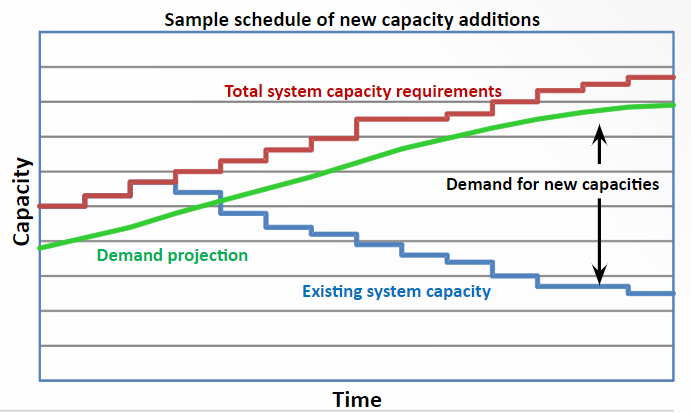 Sample schedule of new capacity additions
Total system capacity requirements
Demand for new capacities
Capacity
Demand projection
Existing system capacity
Time